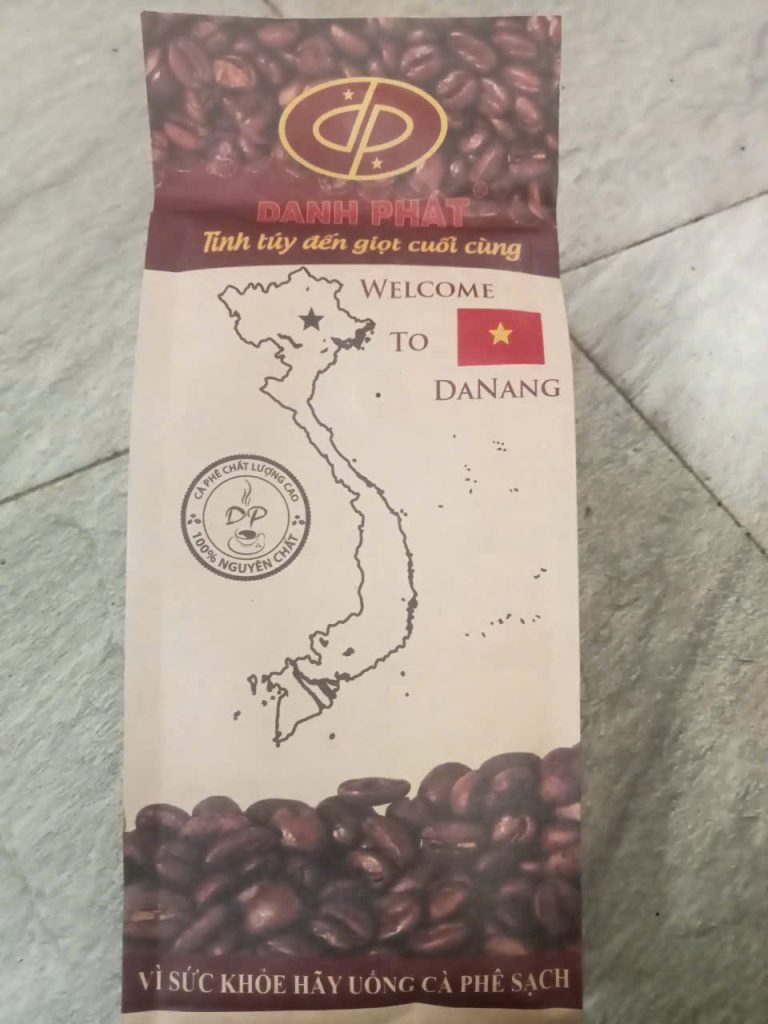 DP
DANH PHÁT®
Tinh túy đến giọt cuối cùng
WELCOME
TO
DANANG
CÀ PHÊ CHẤT LƯỢNG CAO
DP
100% NGUYÊN CHẤT
VÌ SỨC KHỎE HÃY UỐNG CÀ PHÊ SẠCH